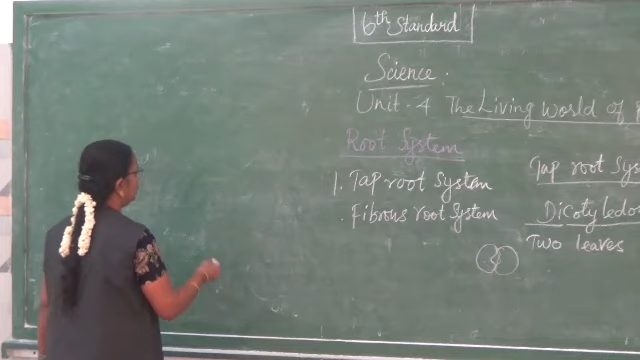 6th Standard
Science.
Unit-4 The Living World of
Root System
1. Tap root System
. Fibrous root System
Tap root Sys
Dicotyledo
Two leaves